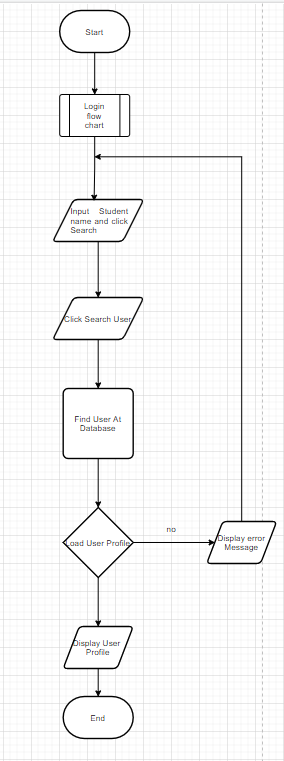 Start
Login
flow
chart
Input Student
name and click
Search
Click Search User
Find User At
Database
Load User Profile
no
Display error
Message
Display User
Profile
End